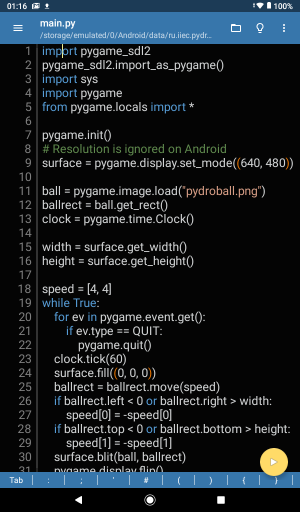 01:16 100%
main.py
/storage/emulated/0/Android/data/ru.iiec.pydr..
1 import pygame_sdl2
2 pygame_sdl2.import_as_pygame()
3 import sys
4 import pygame
5 from pygame.locals import *
6
7 pygame.init()
8 # Resolution is ignored on Android
9 surface = pygame.display.set_mode((640, 480))
10
11 ball = pygame.image.load("pydroball.png")
12 ballrect = ball.get_rect()
13 clock = pygame.time.Clock()
14
15 width = surface.get_width()
16 height = surface.get_height()
17
18 speed = [4, 4]
19 while True:
20 for ev in pygame.event.get():
21 if ev.type == QUIT:
22 pygame.quit()
23 clock.tick(60)
24 surface.fill((0, 0, 0))
25 ballrect = ballrect.move(speed)
26 if ballrect.left < 0 or ballrect.right > width:
27 speed[0] = -speed[0]
28 if ballrect.top < 0 or ballrect.bottom > height:
29 speed[1] = -speed[1]
30 surface.blit(ball, ballrect)
31 pygame.display.flip()
Tab : ; ' # ( ) { }